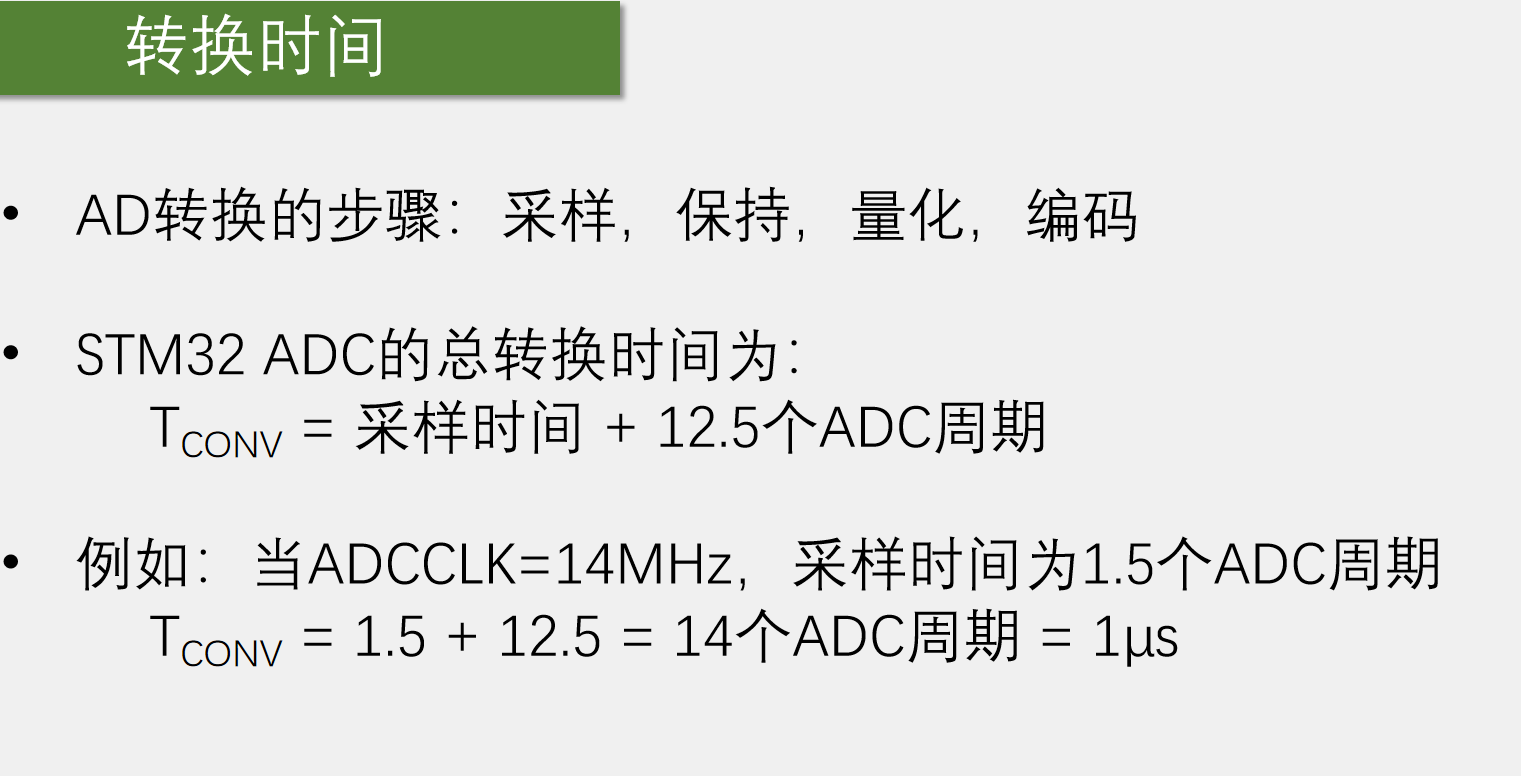 转换时间
• AD转换的步骤：采样，保持，量化，编码
• STM32 ADC的总转换时间为：
TCONV = 采样时间 + 12.5个ADC周期
• 例如：当ADCCLK=14MHz，采样时间为1.5个ADC周期
TCONV = 1.5 + 12.5 = 14个ADC周期 = 1μs